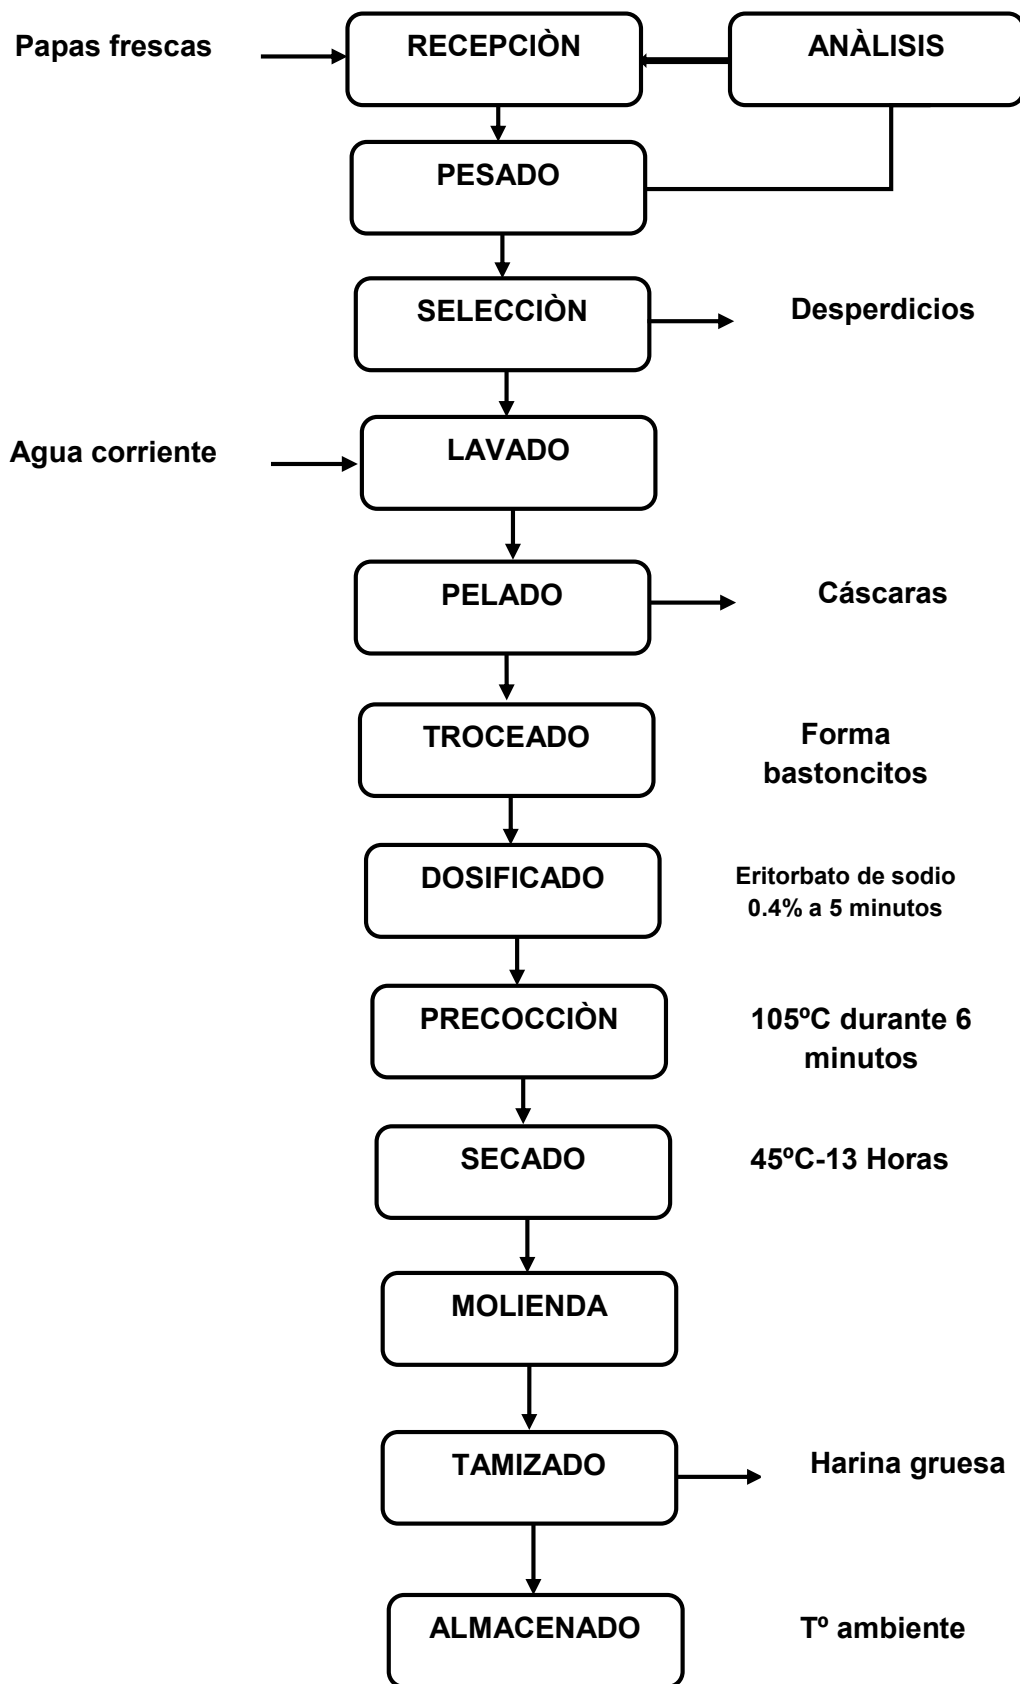 Papas frescas
RECEPCIÒN
ANÀLISIS
PESADO
SELECCIÒN
Desperdicios
Agua corriente
LAVADO
PELADO
Cáscaras
TROCEADO
Forma
bastoncitos
DOSIFICADO
Eritorbato de sodio
0.4% a 5 minutos
PRECOCCIÒN
105ºC durante 6
minutos
SECADO
45ºC-13 Horas
MOLIENDA
TAMIZADO
Harina gruesa
ALMACENADO
Tº ambiente